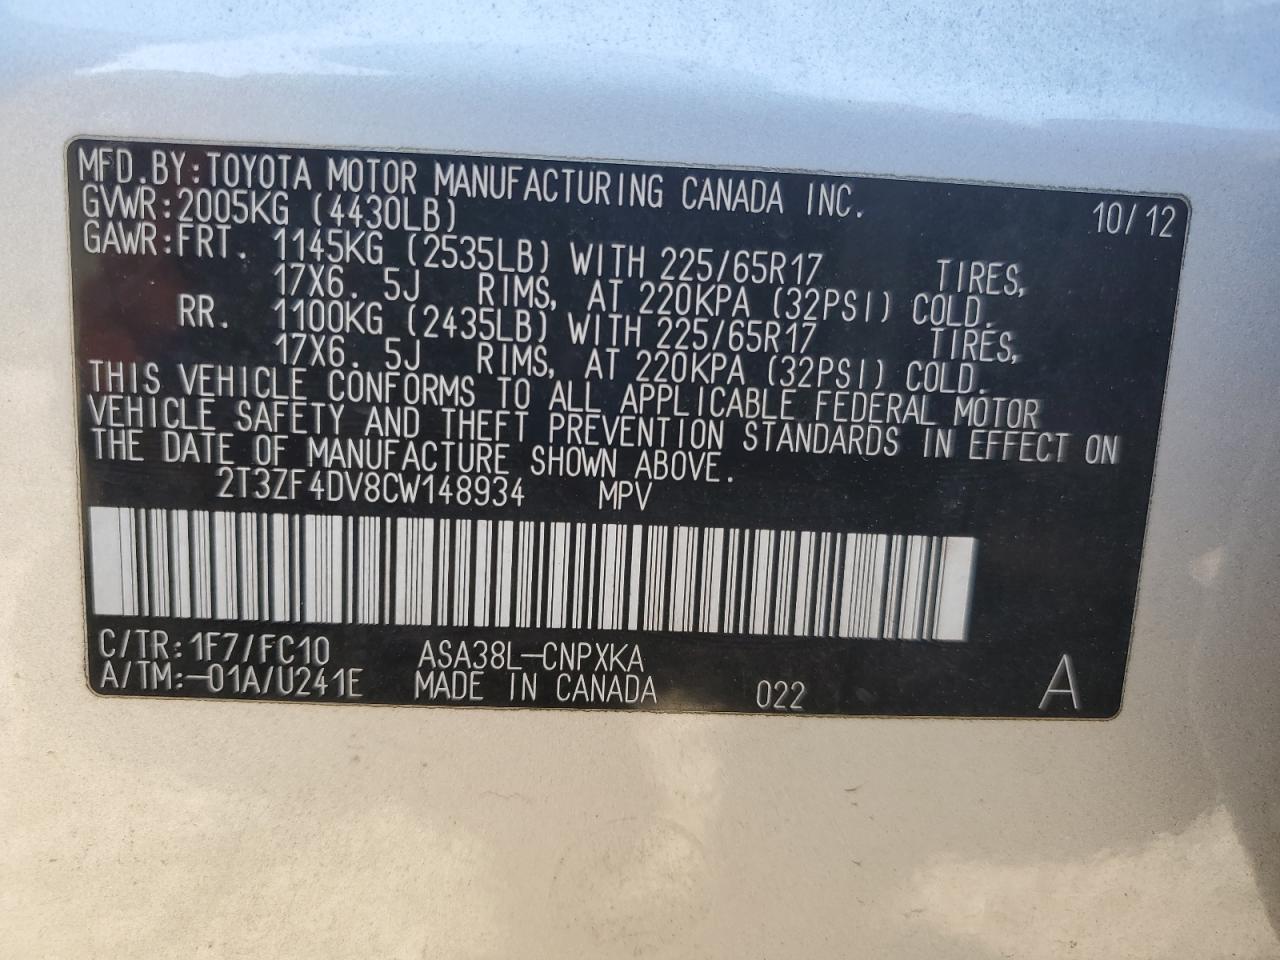 MFD.BY:TOYOTA MOTOR MANUFACTURING CANADA INC.
GVWR:2005KG (4430LB) 10/12
GAWR:FRT. 1145KG (2535LB) WITH 225/65R17 TIRES,
17X6. 5J RIMS, AT 220KPA (32PSI) COLD.
RR. 1100KG (2435LB) WITH 225/65R17 TIRES,
17X6. 5J RIMS, AT 220KPA (32PSI) COLD.
THIS VEHICLE CONFORMS TO ALL APPLICABLE FEDERAL MOTOR
VEHICLE SAFETY AND THEFT PREVENTION STANDARDS IN EFFECT ON
THE DATE OF MANUFACTURE SHOWN ABOVE.
2T3ZF4DV8CW148934 MPV
C/TR:1F7/FC10 ASA38L-CNPXKA
A/TM:-01A/U241E MADE IN CANADA 022 A